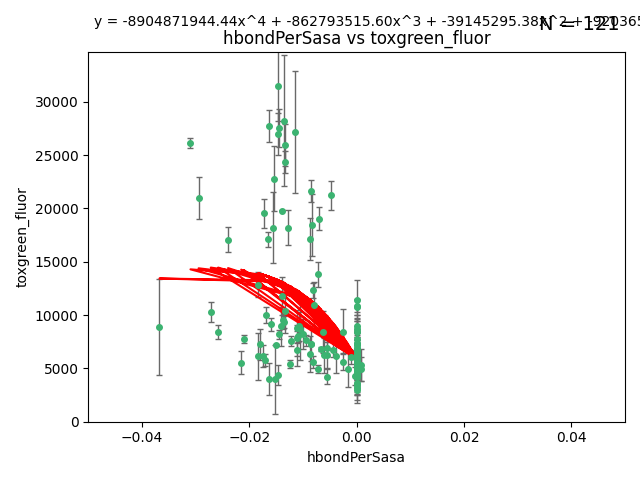 y = -8904871944.44x^4 + -862793515.60x^3 + -39145295.38x^2 +
N = 121
hbondPerSasa vs toxgreen_fluor
30000
25000
20000
15000
10000
5000
0
toxgreen_fluor
−0.04
−0.02
0.00
0.02
0.04
hbondPerSasa